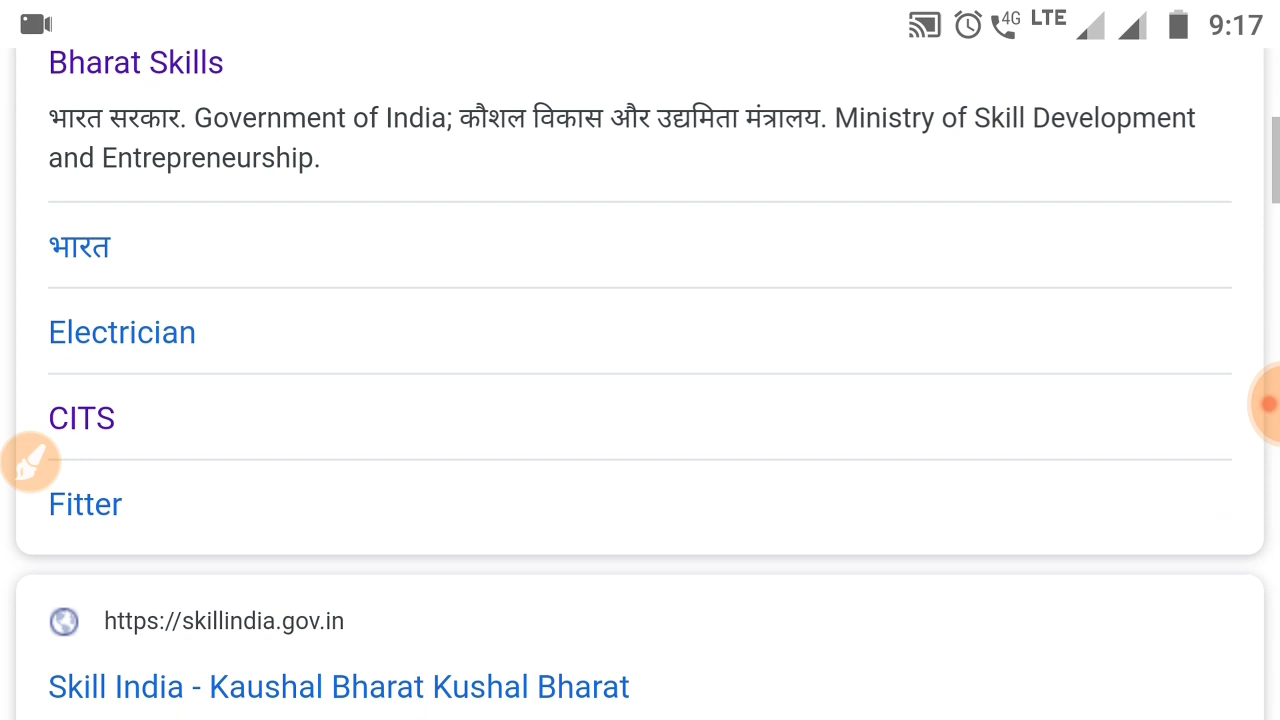 4G LTE 9:17
Bharat Skills
भारत सरकार. Government of India; कौशल विकास और उद्यमिता मंत्रालय. Ministry of Skill Development
and Entrepreneurship.
भारत
Electrician
CITS
Fitter
https://skillindia.gov.in
Skill India - Kaushal Bharat Kushal Bharat